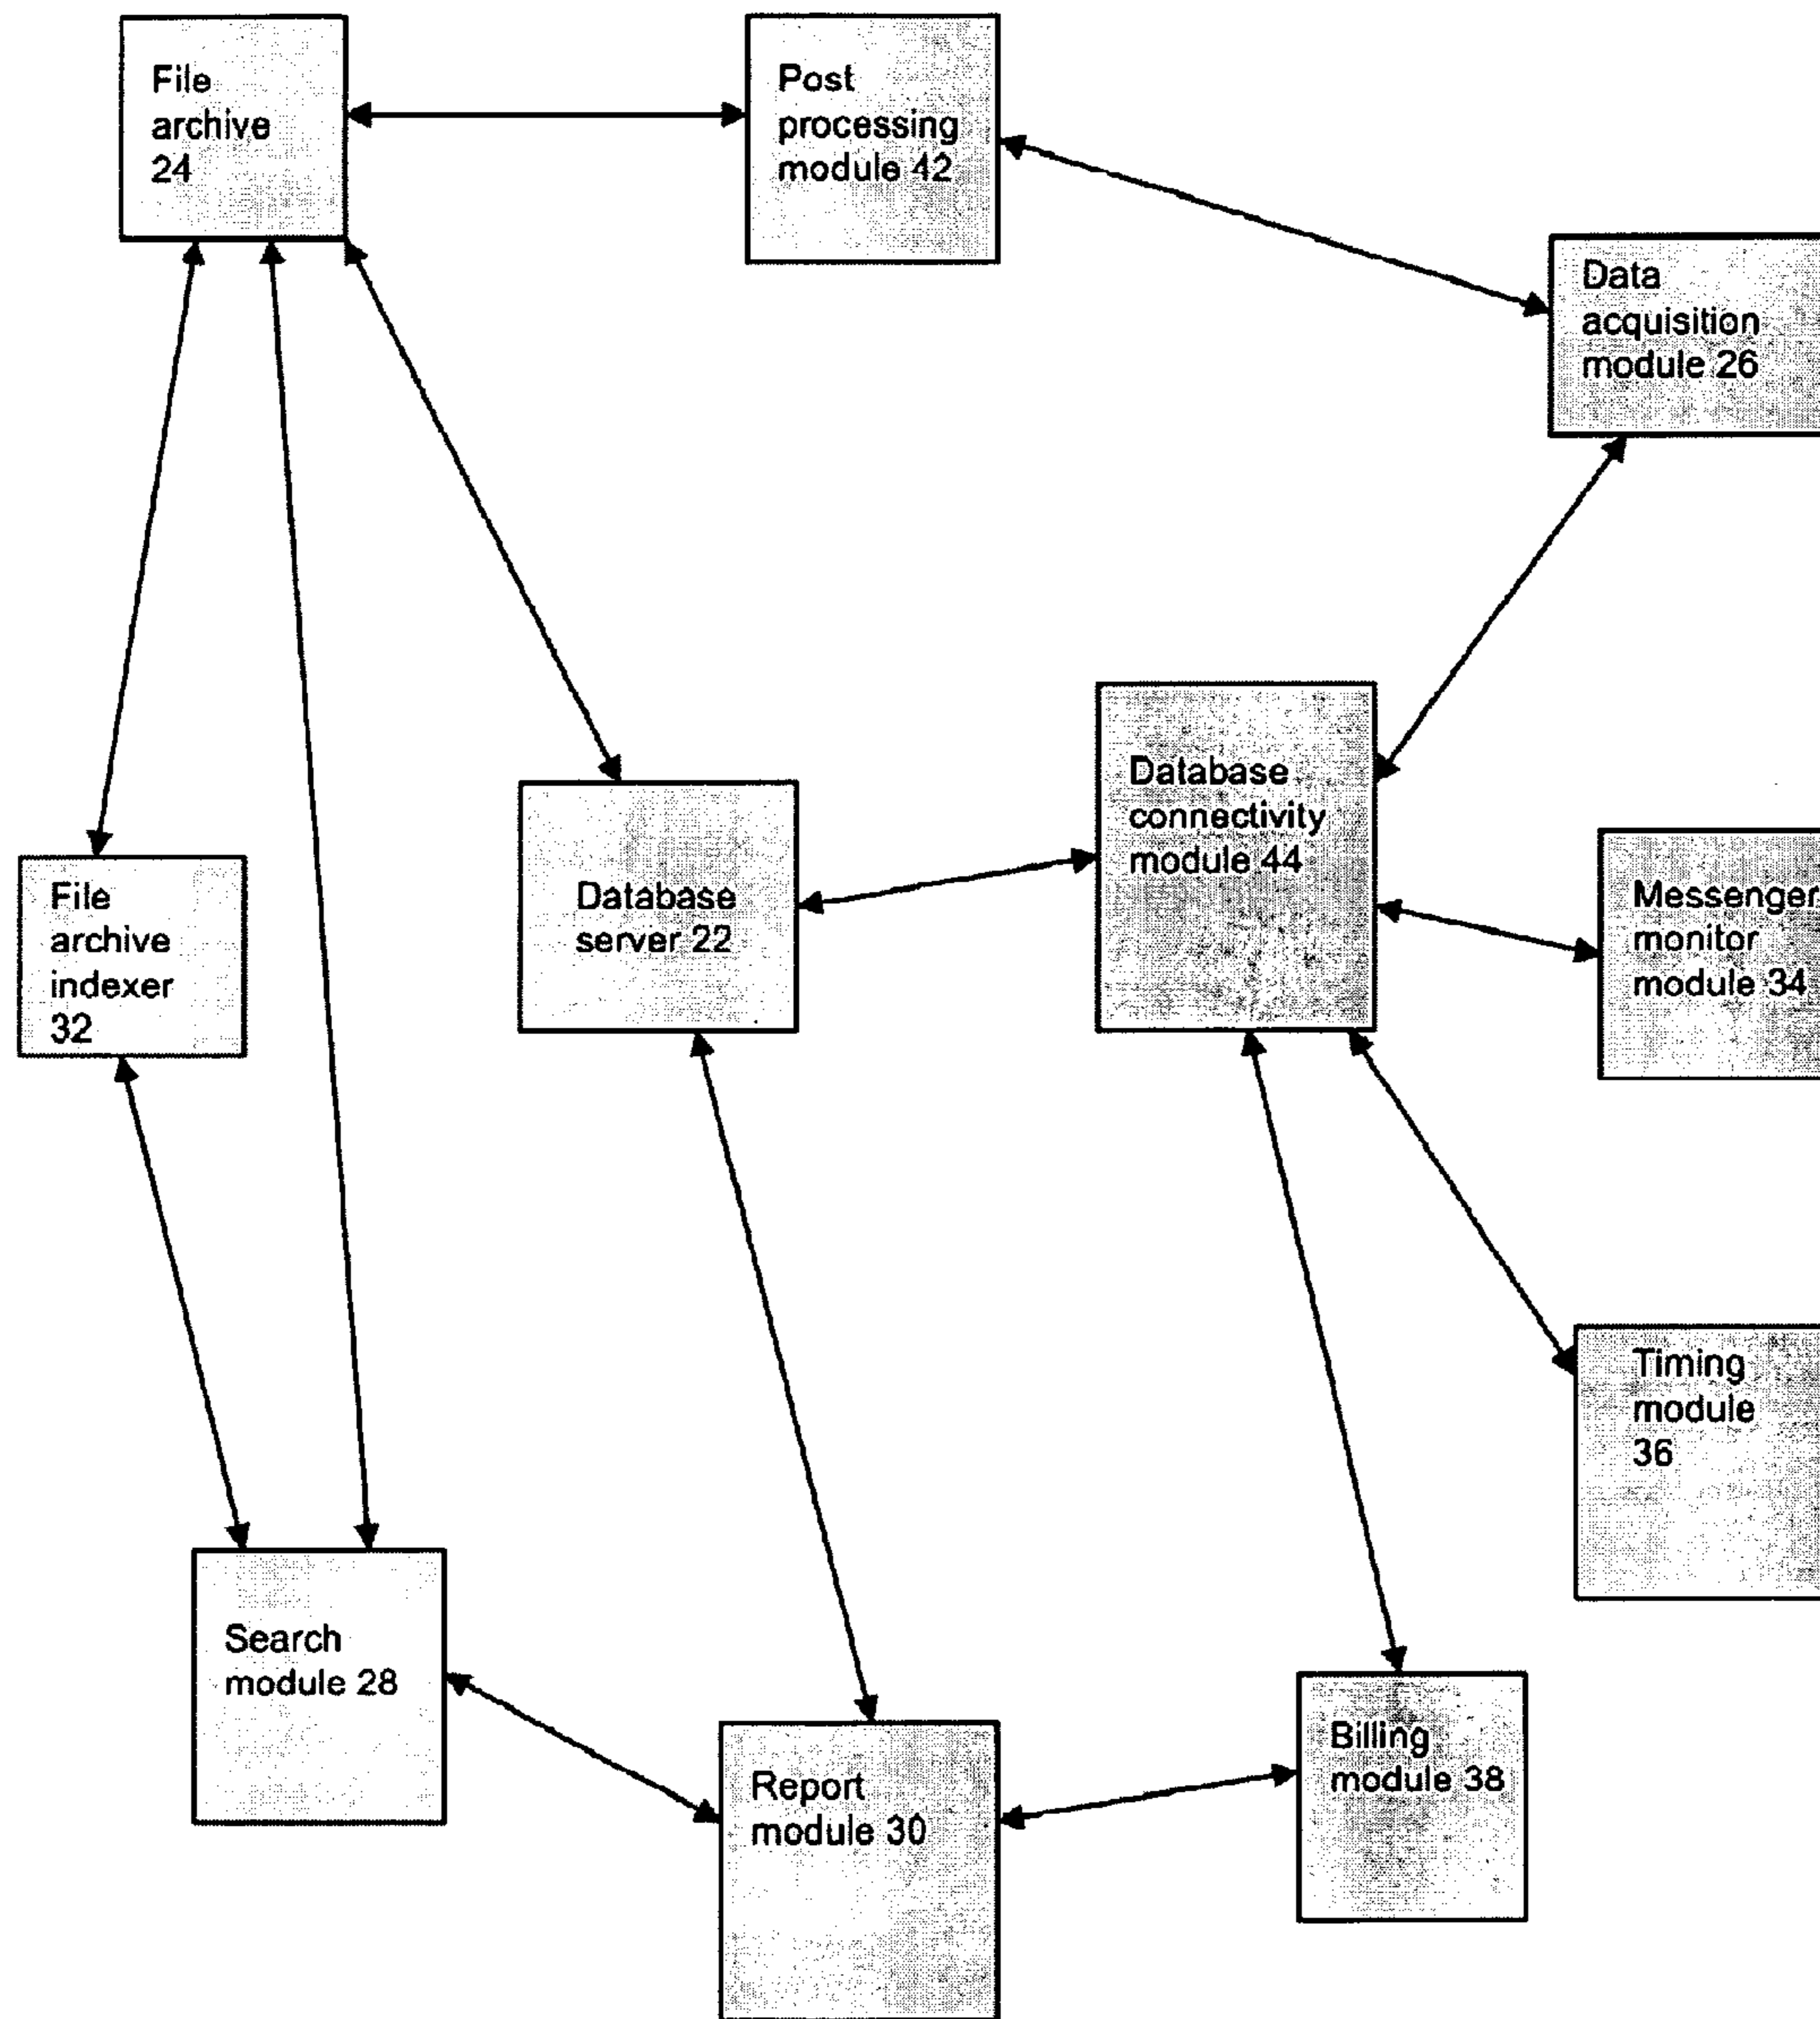 File
archive
24
Post
processing
module 42
Data
acquisition
module 26
Database
connectivity
module 44
File
archive
indexer
32
Database
server 22
Messenger
monitor
module 34
Timing
module
36
Search
module 28
Report
module 30
Billing
module 38